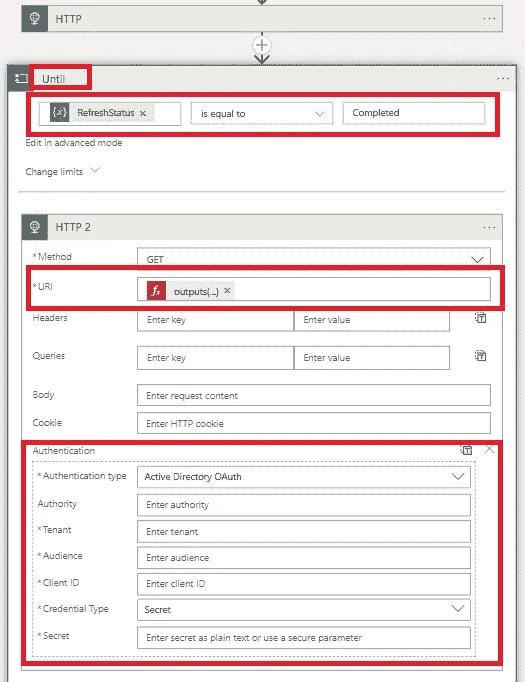 HTTP
Until
{x} RefreshStatus × is equal to Completed
Edit in advanced mode
Change limits
HTTP 2
* Method GET
* URI fx outputs(...) ×
Headers Enter key Enter value
Queries Enter key Enter value
Body Enter request content
Cookie Enter HTTP cookie
Authentication
* Authentication type Active Directory OAuth
Authority Enter authority
* Tenant Enter tenant
* Audience Enter audience
* Client ID Enter client ID
* Credential Type Secret
* Secret Enter secret as plain text or use a secure parameter